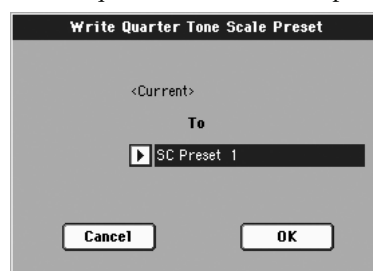 Write Quarter Tone Scale Preset
<Current>
To
SC Preset 1
Cancel
OK